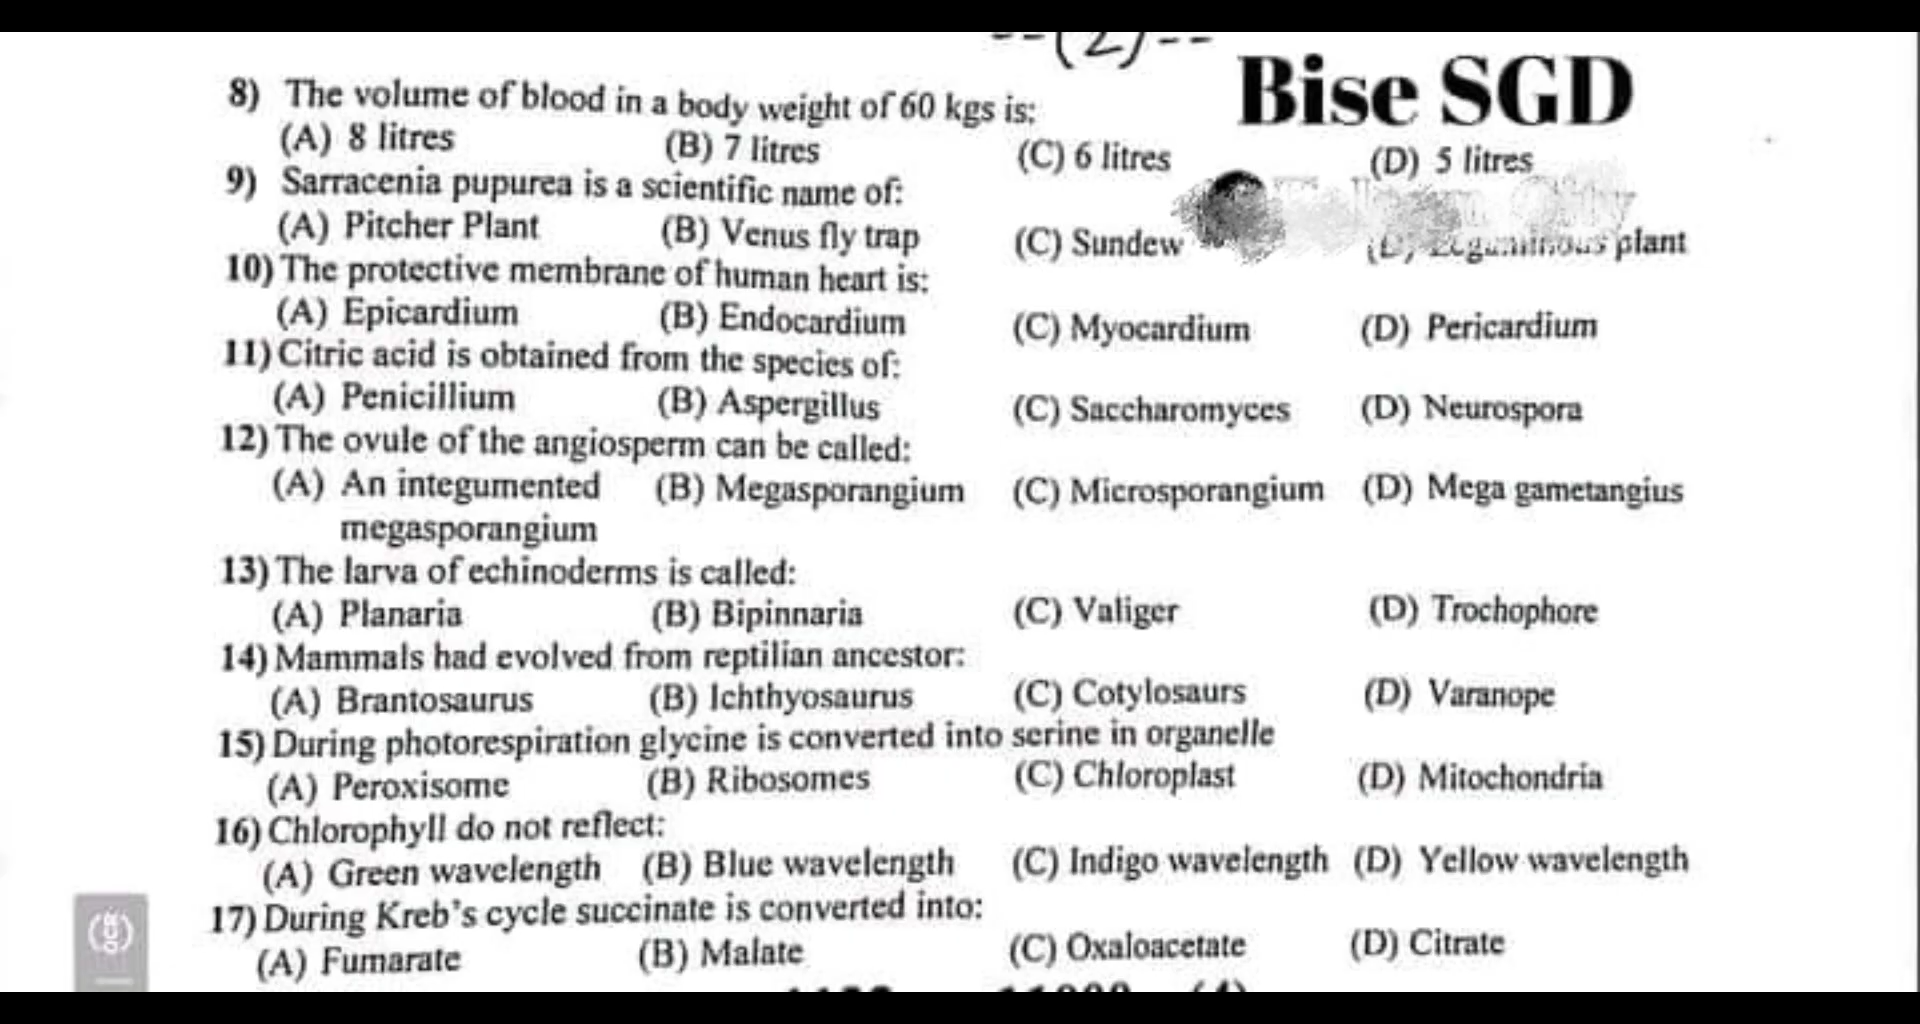 --(2)--
Bise SGD
8) The volume of blood in a body weight of 60 kgs is:
(A) 8 litres (B) 7 litres (C) 6 litres (D) 5 litres
9) Sarracenia pupurea is a scientific name of:
(A) Pitcher Plant (B) Venus fly trap (C) Sundew (D) Leguminous plant
10) The protective membrane of human heart is:
(A) Epicardium (B) Endocardium (C) Myocardium (D) Pericardium
11) Citric acid is obtained from the species of:
(A) Penicillium (B) Aspergillus (C) Saccharomyces (D) Neurospora
12) The ovule of the angiosperm can be called:
(A) An integumented (B) Megasporangium (C) Microsporangium (D) Mega gametangius
megasporangium
13) The larva of echinoderms is called:
(A) Planaria (B) Bipinnaria (C) Valiger (D) Trochophore
14) Mammals had evolved from reptilian ancestor:
(A) Brantosaurus (B) Ichthyosaurus (C) Cotylosaurs (D) Varanope
15) During photorespiration glycine is converted into serine in organelle
(A) Peroxisome (B) Ribosomes (C) Chloroplast (D) Mitochondria
16) Chlorophyll do not reflect:
(A) Green wavelength (B) Blue wavelength (C) Indigo wavelength (D) Yellow wavelength
17) During Kreb's cycle succinate is converted into:
(A) Fumarate (B) Malate (C) Oxaloacetate (D) Citrate